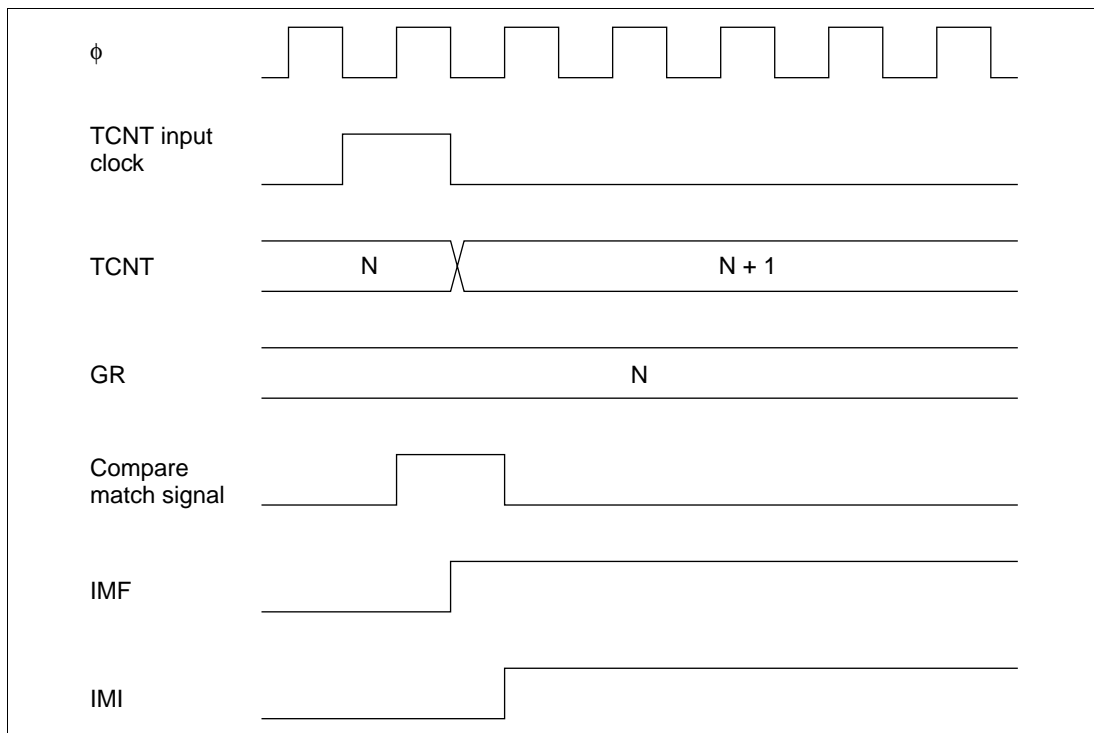 ϕ
TCNT input
clock
TCNT
N
N + 1
GR
N
Compare
match signal
IMF
IMI